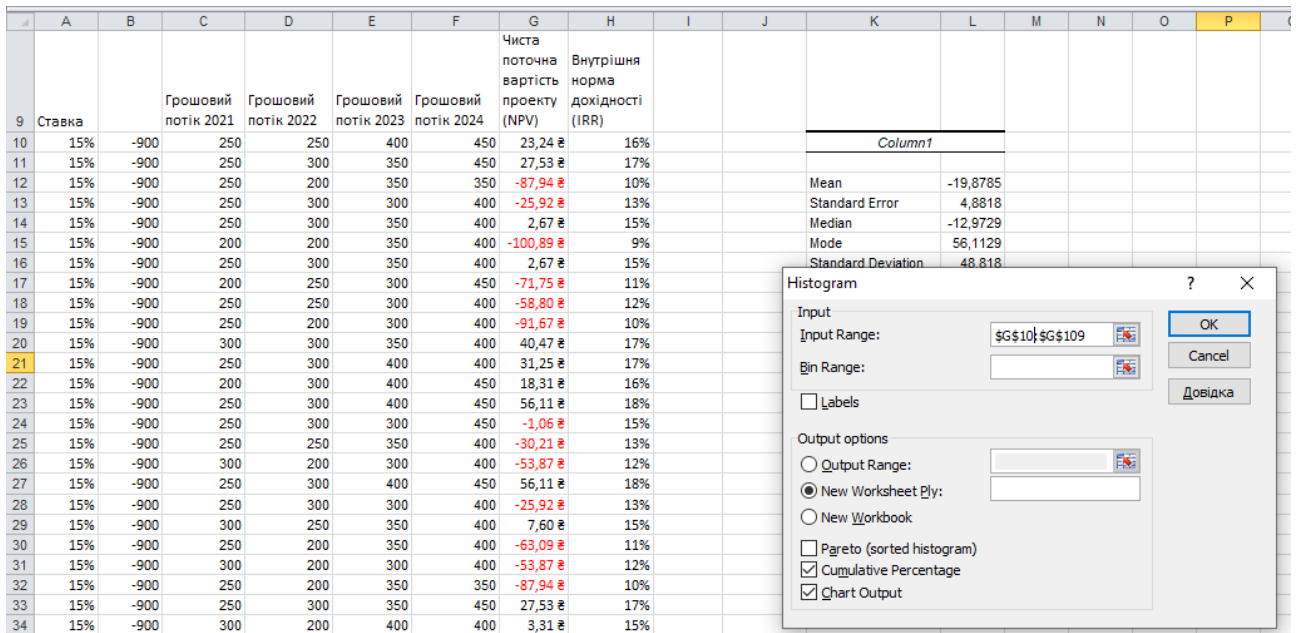 A B C D E F G H I J K L M N O P
Чиста
поточна Внутрішня
вартість норма
Грошовий Грошовий Грошовий Грошовий проекту дохідності
9 Ставка потік 2021 потік 2022 потік 2023 потік 2024 (NPV) (IRR)
10 15% -900 250 250 400 450 23,24 ₴ 16% Column1
11 15% -900 250 300 350 450 27,53 ₴ 17%
12 15% -900 250 200 350 350 -87,94 ₴ 10% Mean -19,8785
13 15% -900 250 300 300 400 -25,92 ₴ 13% Standard Error 4,8818
14 15% -900 250 300 350 400 2,67 ₴ 15% Median -12,9729
15 15% -900 200 200 350 400 -100,89 ₴ 9% Mode 56,1129
16 15% -900 250 300 350 400 2,67 ₴ 15% Standard Deviation 48,818
17 15% -900 200 250 300 450 -71,75 ₴ 11%
18 15% -900 250 250 300 400 -58,80 ₴ 12%
19 15% -900 250 200 300 400 -91,67 ₴ 10%
20 15% -900 300 300 350 400 40,47 ₴ 17%
21 15% -900 250 300 400 400 31,25 ₴ 17%
22 15% -900 200 300 400 450 18,31 ₴ 16%
23 15% -900 250 300 400 450 56,11 ₴ 18%
24 15% -900 250 300 300 450 -1,06 ₴ 15%
25 15% -900 250 250 350 400 -30,21 ₴ 13%
26 15% -900 300 200 300 400 -53,87 ₴ 12%
27 15% -900 250 300 400 450 56,11 ₴ 18%
28 15% -900 250 300 300 400 -25,92 ₴ 13%
29 15% -900 300 250 350 400 7,60 ₴ 15%
30 15% -900 250 200 350 400 -63,09 ₴ 11%
31 15% -900 300 200 300 400 -53,87 ₴ 12%
32 15% -900 250 200 350 350 -87,94 ₴ 10%
33 15% -900 250 300 350 450 27,53 ₴ 17%
34 15% -900 300 200 400 400 3,31 ₴ 15%
Histogram ?
Input
Input Range: $G$10:$G$109 OK
Bin Range: Cancel
Labels Довідка
Output options
Output Range:
New Worksheet Ply:
New Workbook
Pareto (sorted histogram)
Cumulative Percentage
Chart Output